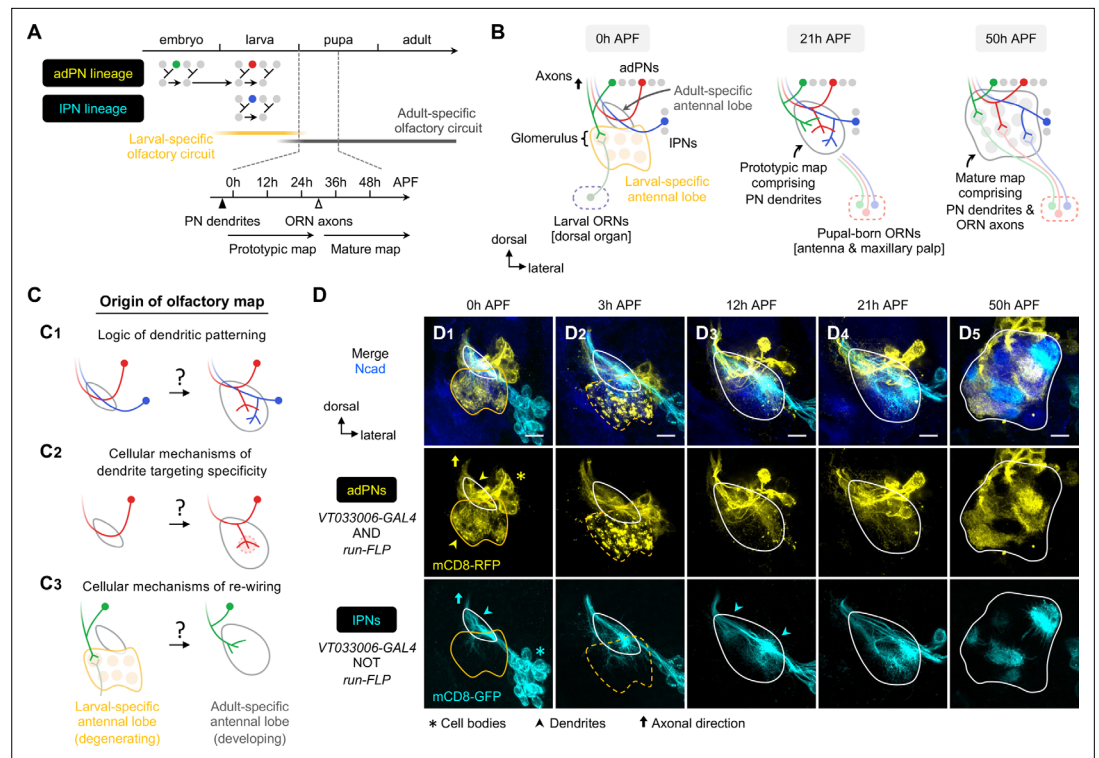 A
embryo
larva
pupa
adult
adPN lineage
lPN lineage
Larval-specific
olfactory circuit
Adult-specific
olfactory circuit
0h
12h
24h
36h
48h
APF
PN dendrites
ORN axons
Prototypic map
Mature map
B
0h APF
21h APF
50h APF
Axons
adPNs
Adult-specific
antennal lobe
Glomerulus
lPNs
Larval-specific
antennal lobe
Larval ORNs
[dorsal organ]
Prototypic map
comprising
PN dendrites
Pupal-born ORNs
[antenna & maxillary palp]
Mature map
comprising
PN dendrites &
ORN axons
dorsal
lateral
C
Origin of olfactory map
C1
Logic of dendritic patterning
?
C2
Cellular mechanisms of
dendrite targeting specificity
?
C3
Cellular mechanisms of re-wiring
?
Larval-specific
antennal lobe
(degenerating)
Adult-specific
antennal lobe
(developing)
D
0h APF
3h APF
12h APF
21h APF
50h APF
D1
D2
D3
D4
D5
Merge
Ncad
dorsal
lateral
adPNs
VT033006-GAL4
AND
run-FLP
mCD8-RFP
*
lPNs
VT033006-GAL4
NOT
run-FLP
mCD8-GFP
*
* Cell bodies
Dendrites
Axonal direction